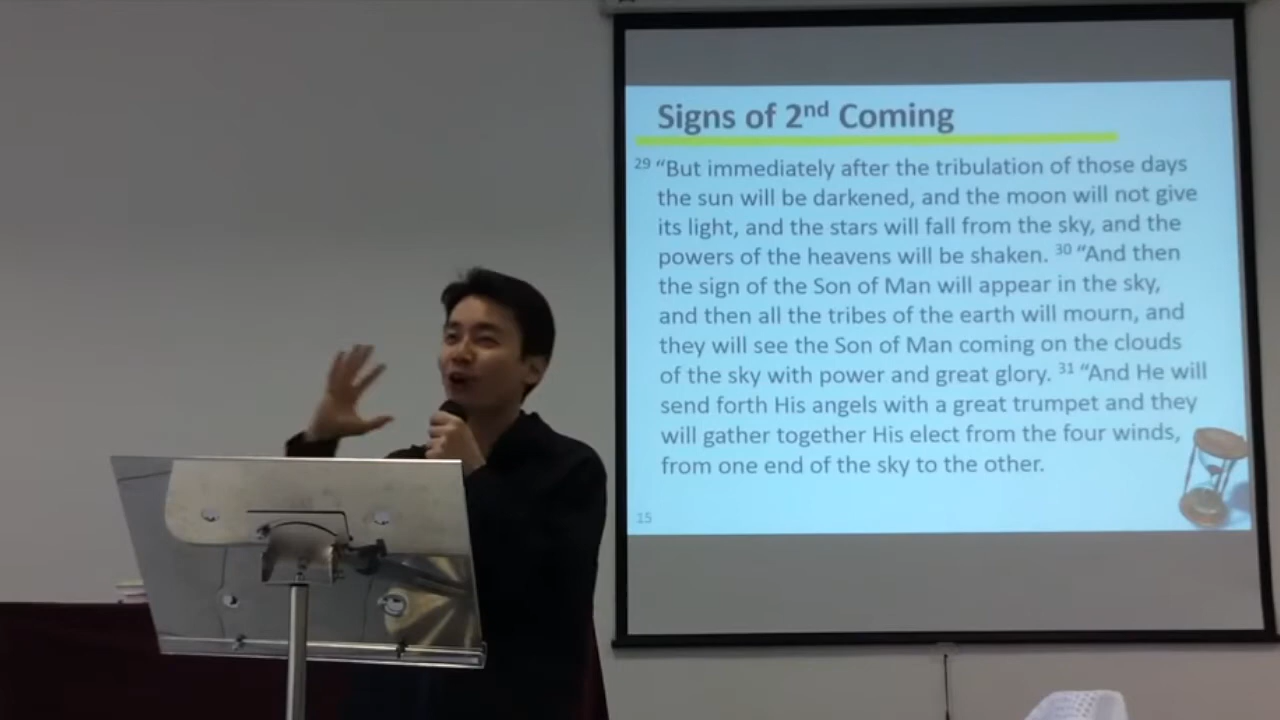 Signs of 2nd Coming
29 “But immediately after the tribulation of those days
the sun will be darkened, and the moon will not give
its light, and the stars will fall from the sky, and the
powers of the heavens will be shaken. 30 “And then
the sign of the Son of Man will appear in the sky,
and then all the tribes of the earth will mourn, and
they will see the Son of Man coming on the clouds
of the sky with power and great glory. 31 “And He will
send forth His angels with a great trumpet and they
will gather together His elect from the four winds,
from one end of the sky to the other.
15